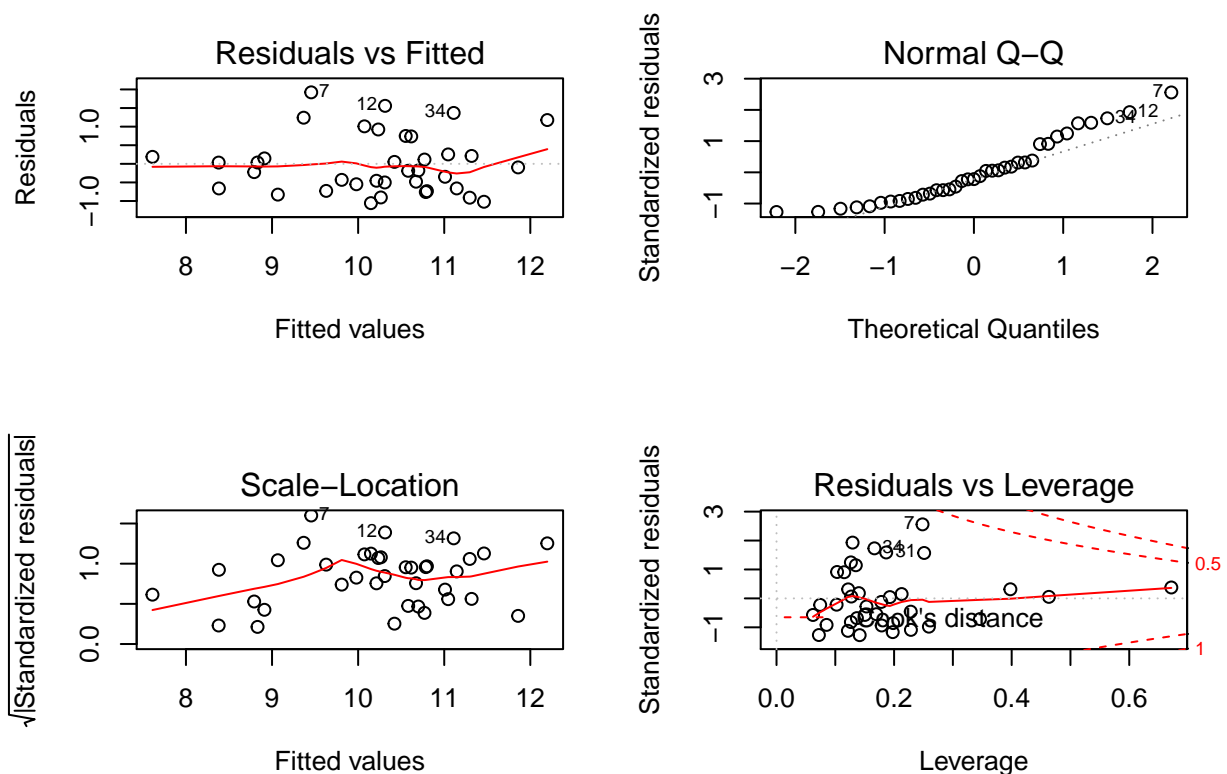 Residuals vs Fitted
Residuals
1.0
−1.0
7
12
34
8 9 10 11 12
Fitted values
Normal Q−Q
Standardized residuals
3
1
−1
7
34
12
−2 −1 0 1 2
Theoretical Quantiles
Scale−Location
√|Standardized residuals|
1.0
0.0
7
12
34
8 9 10 11 12
Fitted values
Residuals vs Leverage
Standardized residuals
3
1
−1
7
34
31
0.5
1
Cook's distance
0.0 0.2 0.4 0.6
Leverage